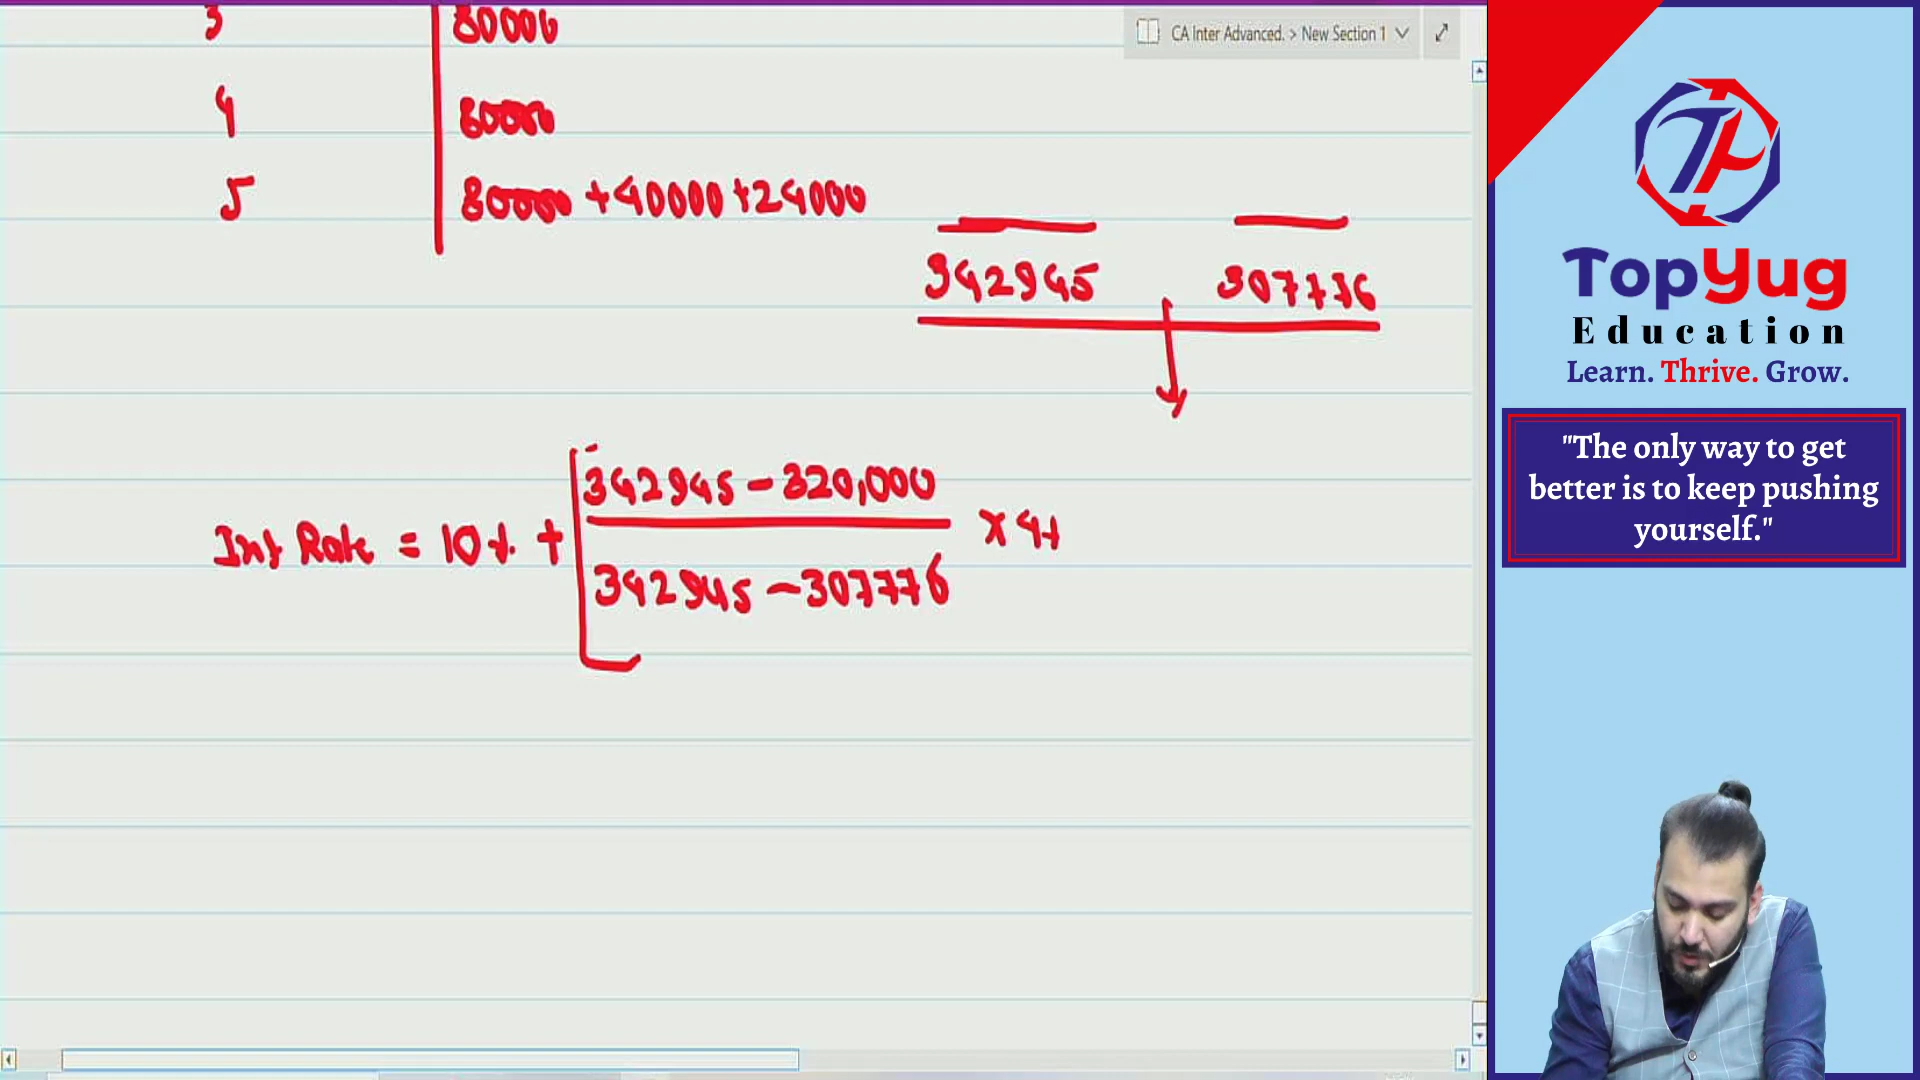 3 80000
CA Inter Advanced. > New Section 1
4 80000
5 80000 + 40000 + 24000
342945 307776
Int Rate = 10% + [ 342945 - 320,000 x 4%
342945 - 307776
TopYug
Education
Learn. Thrive. Grow.
"The only way to get
better is to keep pushing
yourself."